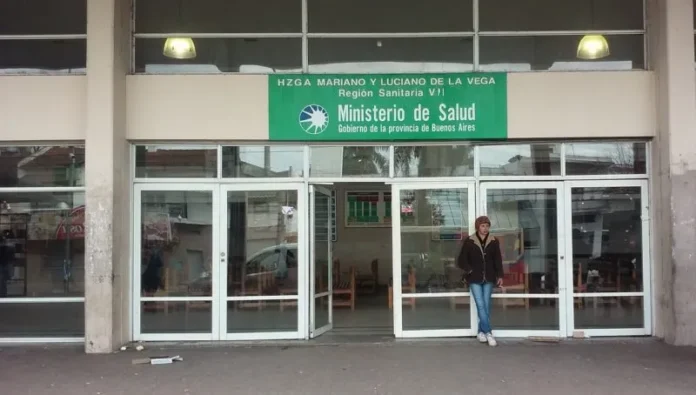 HZGA MARIANO Y LUCIANO DE LA VEGA
Región Sanitaria VII
Ministerio de Salud
Gobierno de la provincia de Buenos Aires